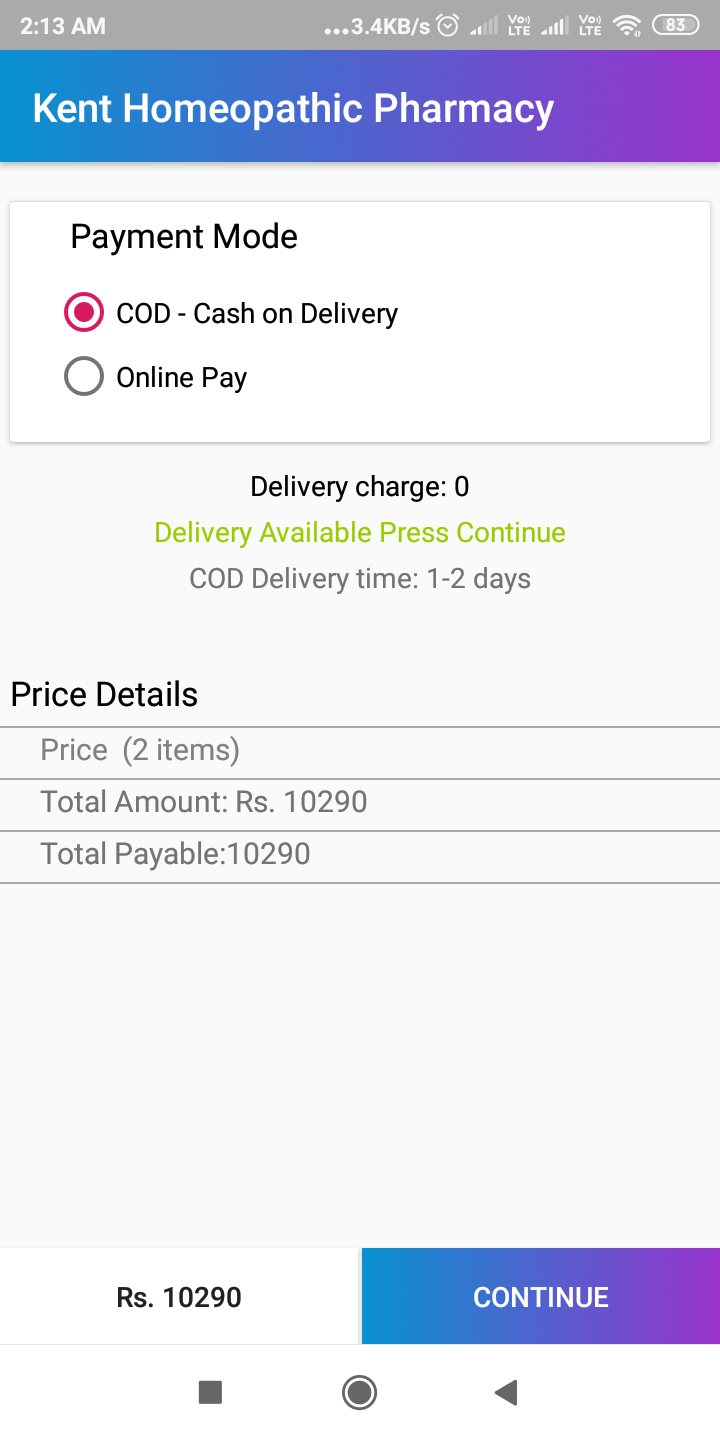 2:13 AM ...3.4KB/s Vo) LTE Vo) LTE 83
Kent Homeopathic Pharmacy
Payment Mode
COD - Cash on Delivery
Online Pay
Delivery charge: 0
Delivery Available Press Continue
COD Delivery time: 1-2 days
Price Details
Price (2 items)
Total Amount: Rs. 10290
Total Payable:10290
Rs. 10290 CONTINUE